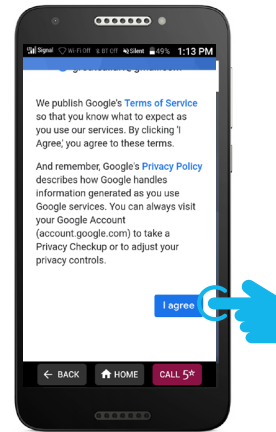 Signal Wi-Fi Off BT Off Silent 49% 1:13 PM
We publish Google's Terms of Service
so that you know what to expect as
you use our services. By clicking 'I
Agree,' you agree to these terms.
And remember, Google's Privacy Policy
describes how Google handles
information generated as you use
Google services. You can always visit
your Google Account
(account.google.com) to take a
Privacy Checkup or to adjust your
privacy controls.
I agree
← BACK HOME CALL 5☆